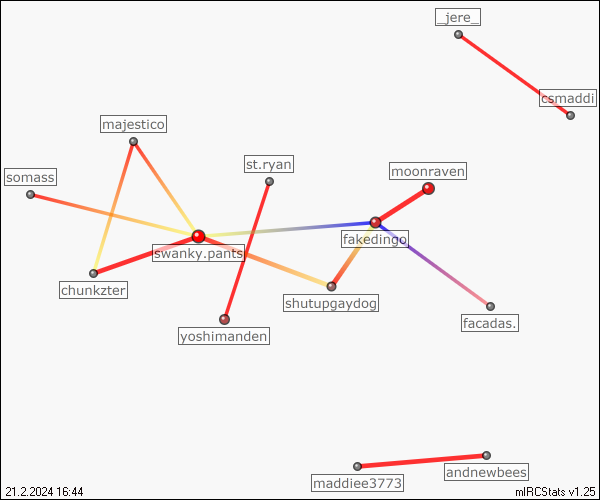 _jere_
csmaddi
majestico
st.ryan
moonraven
somass
fakedingo
swanky.pants
chunkzter
shutupgaydog
facadas.
yoshimanden
andnewbees
maddiee3773
21.2.2024 16:44
mIRCStats v1.25